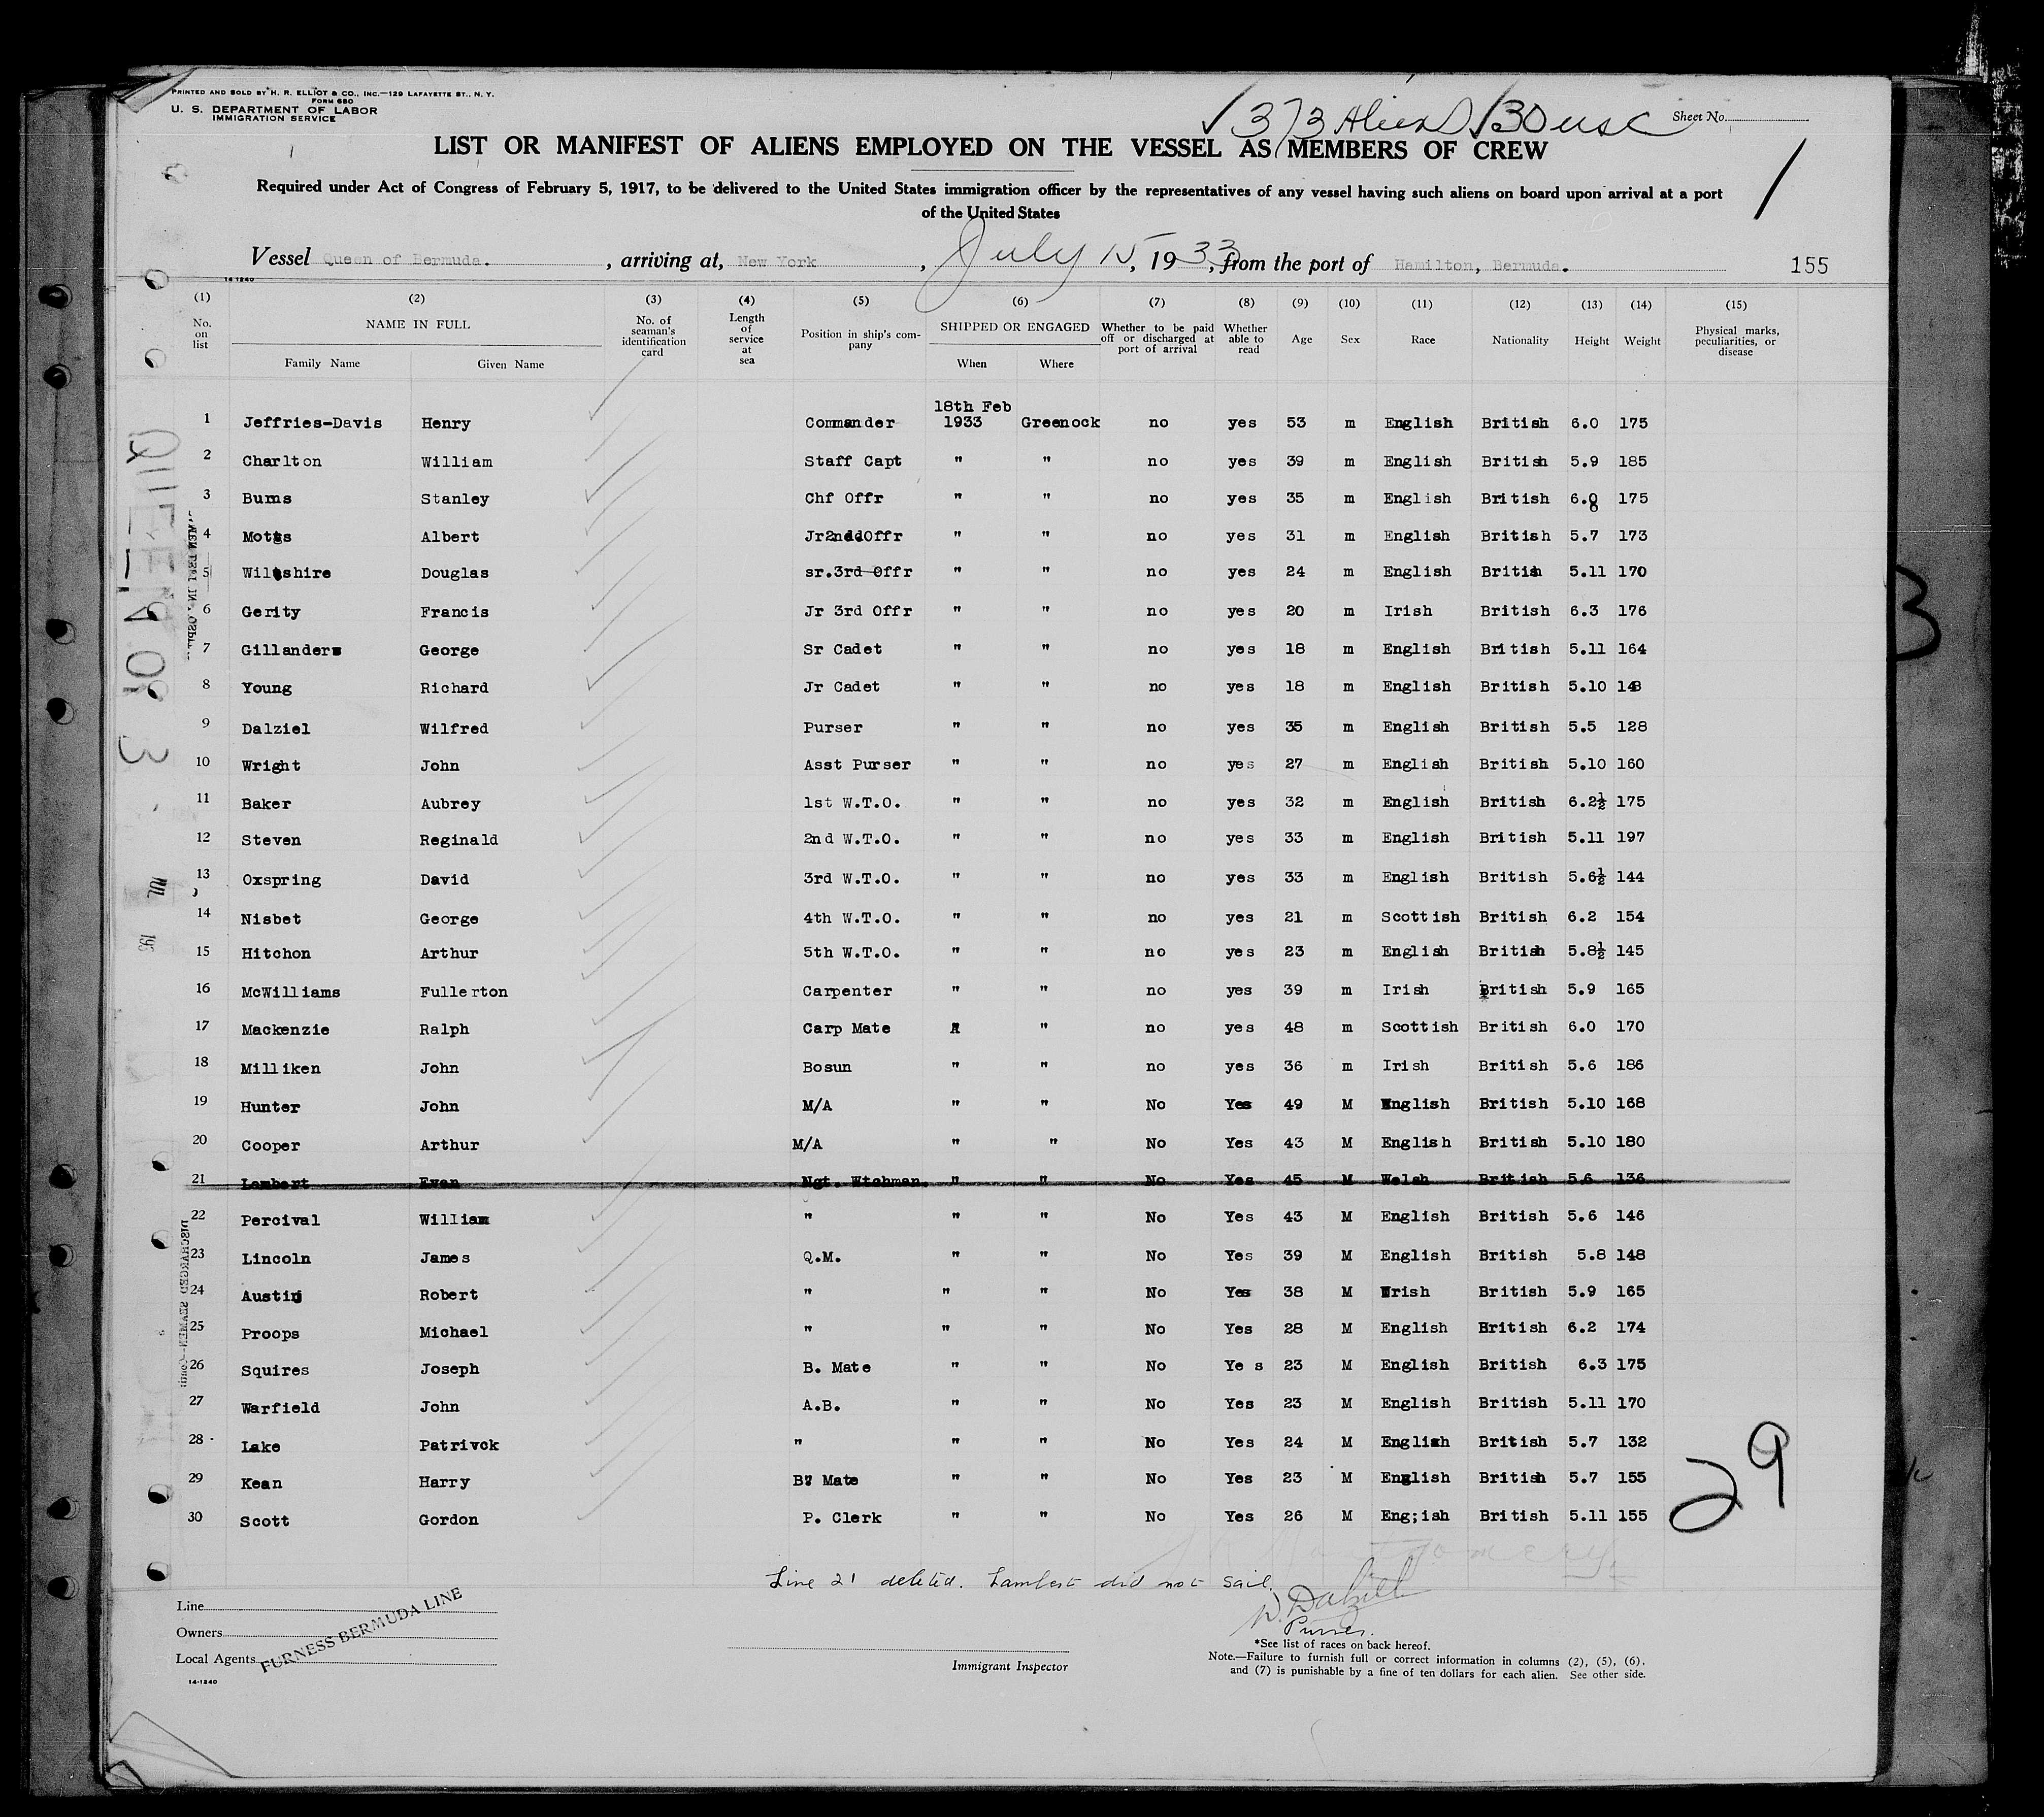 PRINTED AND SOLD BY H. R. ELLIOT & CO., INC.—129 LAFAYETTE ST., N. Y.
FORM 680
U. S. DEPARTMENT OF LABOR
IMMIGRATION SERVICE
373 Aliens 30 usc
Sheet No.
LIST OR MANIFEST OF ALIENS EMPLOYED ON THE VESSEL AS MEMBERS OF CREW
1
Required under Act of Congress of February 5, 1917, to be delivered to the United States immigration officer by the representatives of any vessel having such aliens on board upon arrival at a port
of the United States
Vessel Queen of Bermuda. , arriving at, New York , July 15, 1933, from the port of Hamilton, Bermuda. 155
14-1240
(1) (2) (3) (4) (5) (6) (7) (8) (9) (10) (11) (12) (13) (14) (15)
No. on list NAME IN FULL Family Name Given Name No. of seaman's identification card Length of service at sea Position in ship's company SHIPPED OR ENGAGED When Where Whether to be paid off or discharged at port of arrival Whether able to read Age Sex Race Nationality Height Weight Physical marks, peculiarities, or disease
1 Jeffries-Davis Henry Commander 18th Feb 1933 Greenock no yes 53 m English British 6.0 175
2 Charlton William Staff Capt " " no yes 39 m English British 5.9 185
3 Burns Stanley Chf Offr " " no yes 35 m English British 6.0 175
4 Motts Albert Jr2nddOffr " " no yes 31 m English British 5.7 173
5 Wiltshire Douglas sr.3rd Offr " " no yes 24 m English British 5.11 170
6 Gerity Francis Jr 3rd Offr " " no yes 20 m Irish British 6.3 176
7 Gillanders George Sr Cadet " " no yes 18 m English British 5.11 164
8 Young Richard Jr Cadet " " no yes 18 m English British 5.10 148
9 Dalziel Wilfred Purser " " no yes 35 m English British 5.5 128
10 Wright John Asst Purser " " no yes 27 m English British 5.10 160
11 Baker Aubrey 1st W.T.O. " " no yes 32 m English British 6.2½ 175
12 Steven Reginald 2nd W.T.O. " " no yes 33 m English British 5.11 197
13 Oxspring David 3rd W.T.O. " " no yes 33 m English British 5.6½ 144
14 Nisbet George 4th W.T.O. " " no yes 21 m Scottish British 6.2 154
15 Hitchon Arthur 5th W.T.O. " " no yes 23 m English British 5.8½ 145
16 McWilliams Fullerton Carpenter " " no yes 39 m Irish British 5.9 165
17 Mackenzie Ralph Carp Mate " " no yes 48 m Scottish British 6.0 170
18 Milliken John Bosun " " no yes 36 m Irish British 5.6 186
19 Hunter John M/A " " No Yes 49 M English British 5.10 168
20 Cooper Arthur M/A " " No Yes 43 M English British 5.10 180
21 Lambert Evan Ngt. Wtchman. " " No Yes 45 M Welsh British 5.6 136
22 Percival William " " " No Yes 43 M English British 5.6 146
23 Lincoln James Q.M. " " No Yes 39 M English British 5.8 148
24 Austin Robert " " " No Yes 38 M Irish British 5.9 165
25 Proops Michael " " " No Yes 28 M English British 6.2 174
26 Squires Joseph B. Mate " " No Ye s 23 M English British 6.3 175
27 Warfield John A.B. " " No Yes 23 M English British 5.11 170
28 Lake Patrivck " " " No Yes 24 M English British 5.7 132
29 Kean Harry B. Mate " " No Yes 23 M English British 5.7 155
30 Scott Gordon P. Clerk " " No Yes 26 M Eng;ish British 5.11 155
29
Line 21 deleted. Lambert did not sail.
W. Dalziell
Purser.
Line
Owners
Local Agents
FURNESS BERMUDA LINE
14-1240
Immigrant Inspector
*See list of races on back hereof.
Note.—Failure to furnish full or correct information in columns (2), (5), (6),
and (7) is punishable by a fine of ten dollars for each alien. See other side.